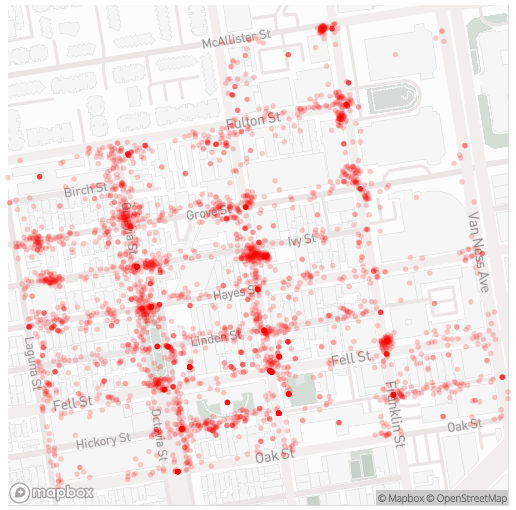 McAllister St
Fulton St
Birch St
Grove St
Ivy St
Van Ness Ave
Hayes St
Linden St
Laguna St
Fell St
Fell St
Franklin St
Octavia St
Hickory St
Oak St
Oak St
mapbox
© Mapbox © OpenStreetMap